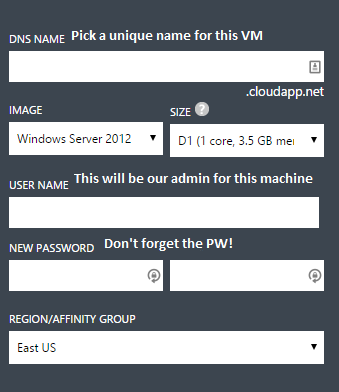 DNS NAME Pick a unique name for this VM
.cloudapp.net
IMAGE SIZE ?
Windows Server 2012 D1 (1 core, 3.5 GB mer
USER NAME This will be our admin for this machine
NEW PASSWORD Don't forget the PW!
REGION/AFFINITY GROUP
East US